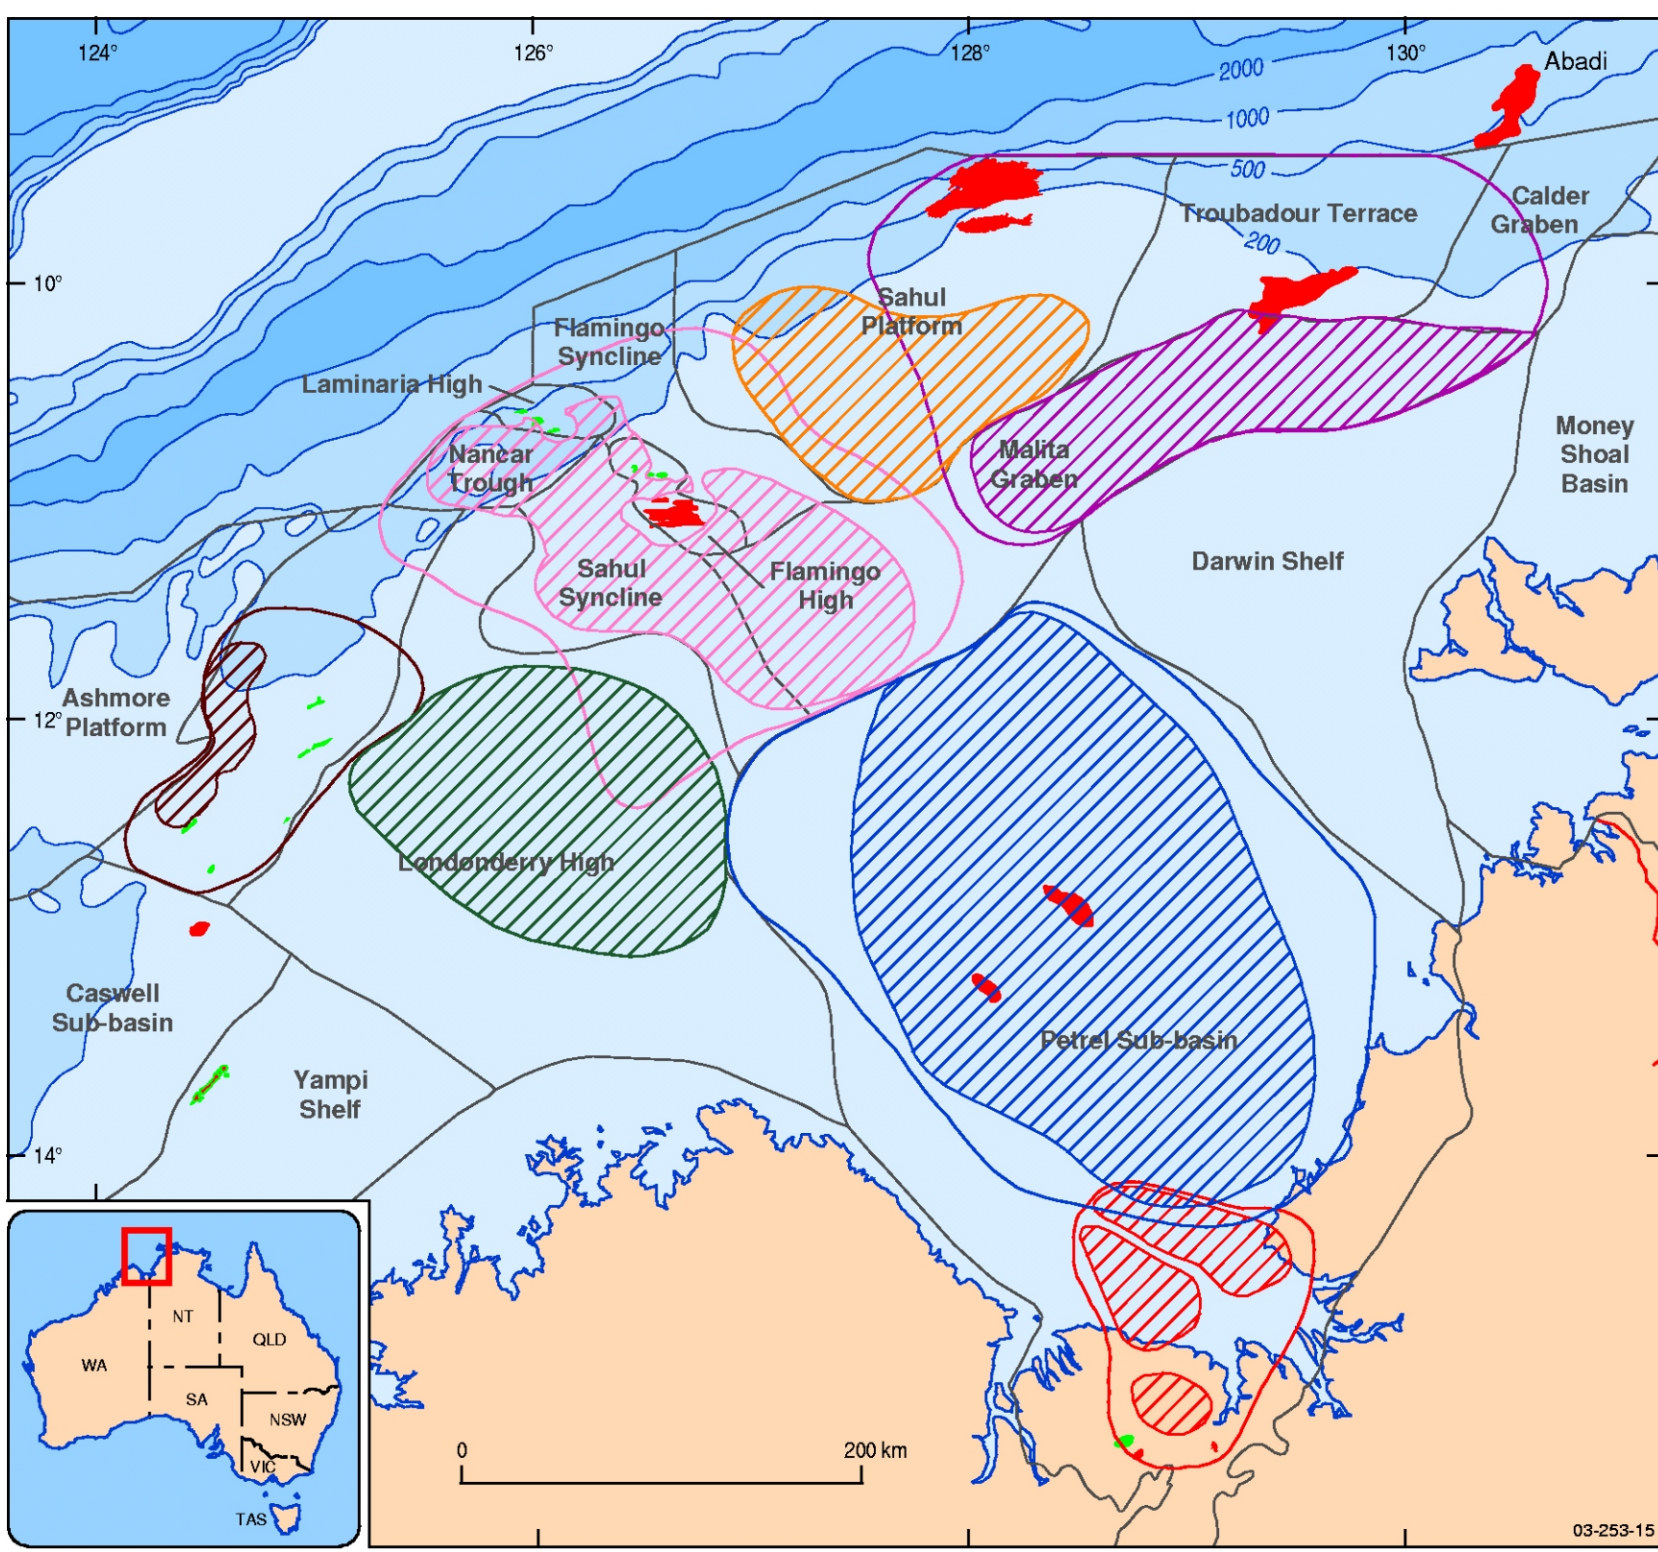 124°
126°
128°
130°
Abadi
2000
1000
500
200
Calder
Graben
Troubadour Terrace
10°
Sahul
Platform
Flamingo
Syncline
Laminaria High
Nancar
Trough
Malita
Graben
Money
Shoal
Basin
Darwin Shelf
Sahul
Syncline
Flamingo
High
Ashmore
Platform
12°
Londonderry High
Caswell
Sub-basin
Petrel Sub-basin
Yampi
Shelf
14°
NT
QLD
WA
SA
NSW
VIC
TAS
0
200 km
03-253-15